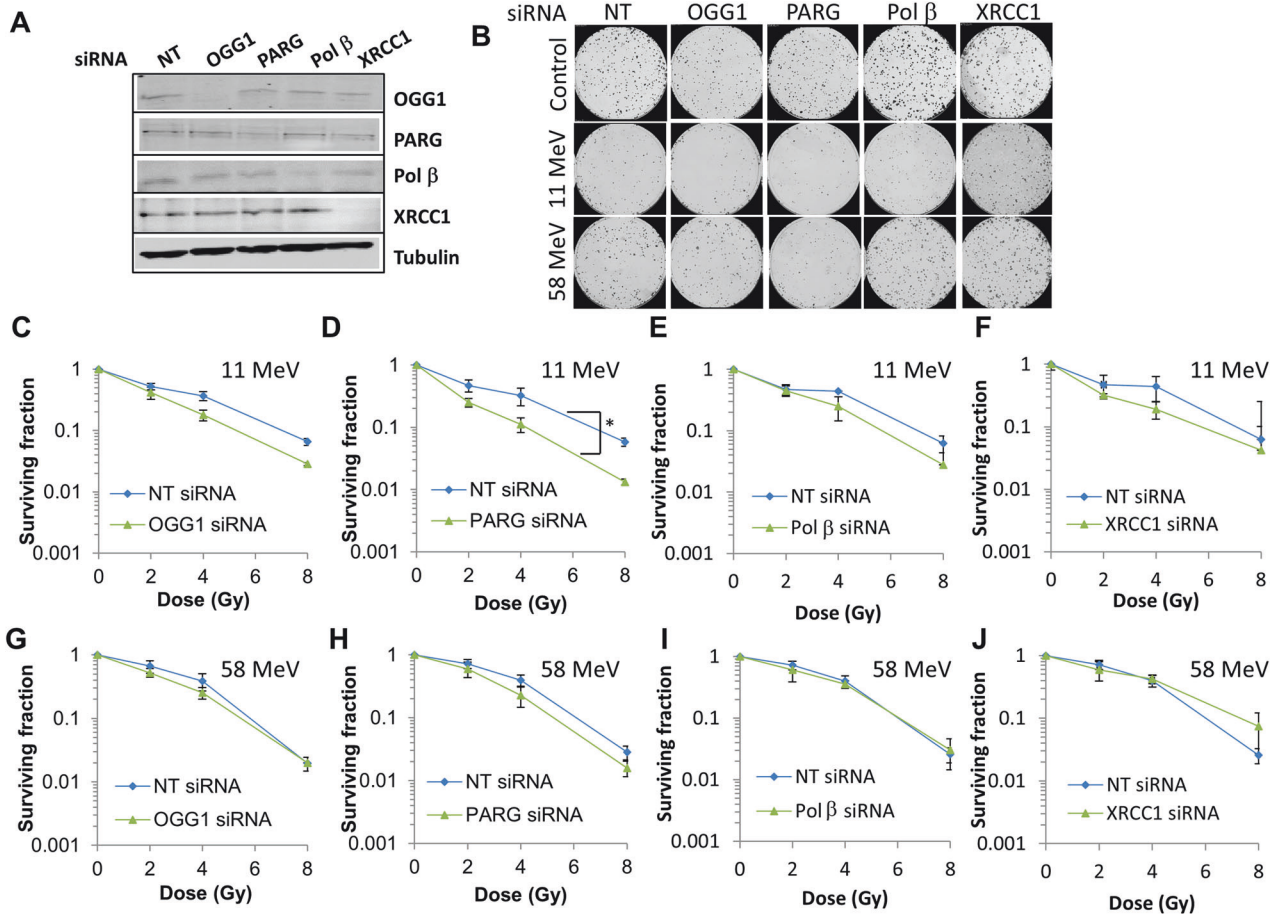 A
siRNA NT OGG1 PARG Pol β XRCC1
OGG1
PARG
Pol β
XRCC1
Tubulin
B
siRNA NT OGG1 PARG Pol β XRCC1
Control
11 MeV
58 MeV
C
11 MeV
Surviving fraction
1
0.1
0.01
0.001
NT siRNA
OGG1 siRNA
0 2 4 6 8
Dose (Gy)
D
11 MeV
Surviving fraction
1
0.1
0.01
0.001
*
NT siRNA
PARG siRNA
0 2 4 6 8
Dose (Gy)
E
11 MeV
Surviving fraction
1
0.1
0.01
0.001
NT siRNA
Pol β siRNA
0 2 4 6 8
Dose (Gy)
F
11 MeV
Surviving fraction
1
0.1
0.01
0.001
NT siRNA
XRCC1 siRNA
0 2 4 6 8
Dose (Gy)
G
58 MeV
Surviving fraction
1
0.1
0.01
0.001
NT siRNA
OGG1 siRNA
0 2 4 6 8
Dose (Gy)
H
58 MeV
Surviving fraction
1
0.1
0.01
0.001
NT siRNA
PARG siRNA
0 2 4 6 8
Dose (Gy)
I
58 MeV
Surviving fraction
1
0.1
0.01
0.001
NT siRNA
Pol β siRNA
0 2 4 6 8
Dose (Gy)
J
58 MeV
Surviving fraction
1
0.1
0.01
0.001
NT siRNA
XRCC1 siRNA
0 2 4 6 8
Dose (Gy)